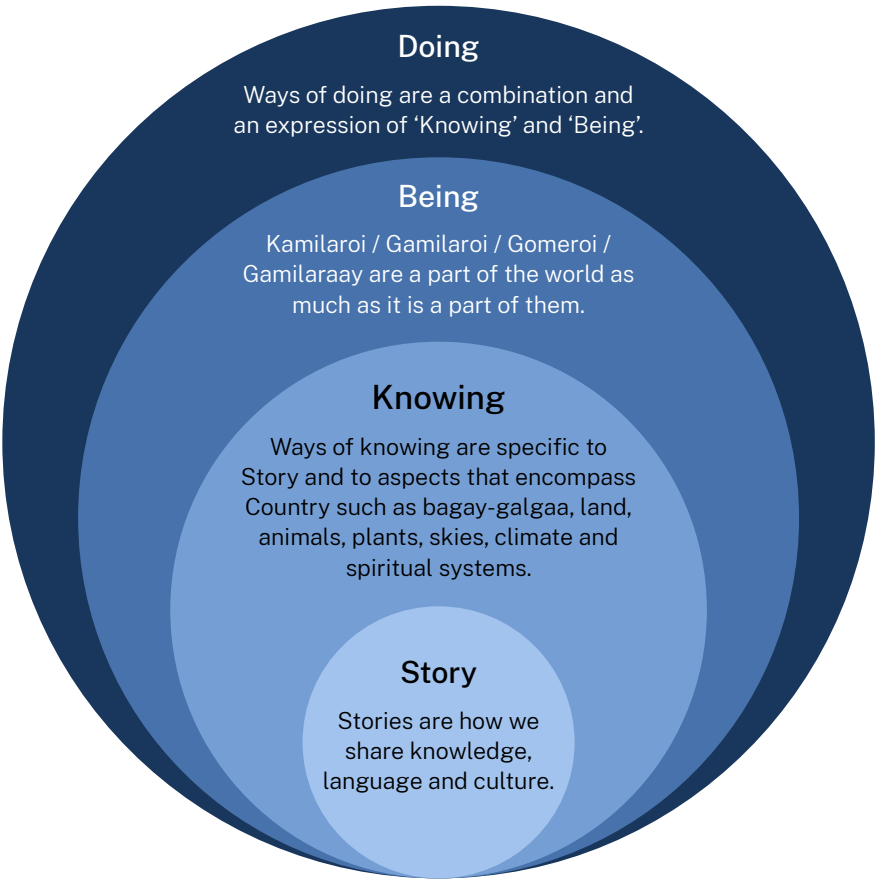 Doing
Ways of doing are a combination and
an expression of ‘Knowing’ and ‘Being’.
Being
Kamilaroi / Gamilaroi / Gomeroi /
Gamilaraay are a part of the world as
much as it is a part of them.
Knowing
Ways of knowing are specific to
Story and to aspects that encompass
Country such as bagay-galgaa, land,
animals, plants, skies, climate and
spiritual systems.
Story
Stories are how we
share knowledge,
language and culture.